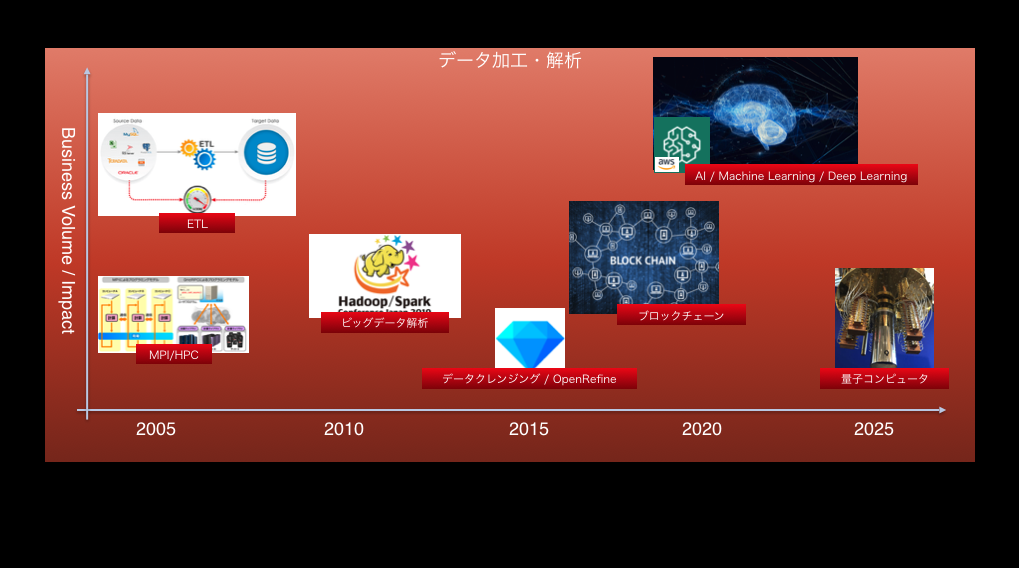 データ加工・解析
Business Volume / Impact
Source Data
Target Data
MySQL
ETL
ORACLE
ETL
MPI/HPC
Hadoop/Spark
Conference Japan 2019
ビッグデータ解析
データクレンジング / OpenRefine
BLOCK CHAIN
ブロックチェーン
aws
AI / Machine Learning / Deep Learning
量子コンピュータ
2005
2010
2015
2020
2025